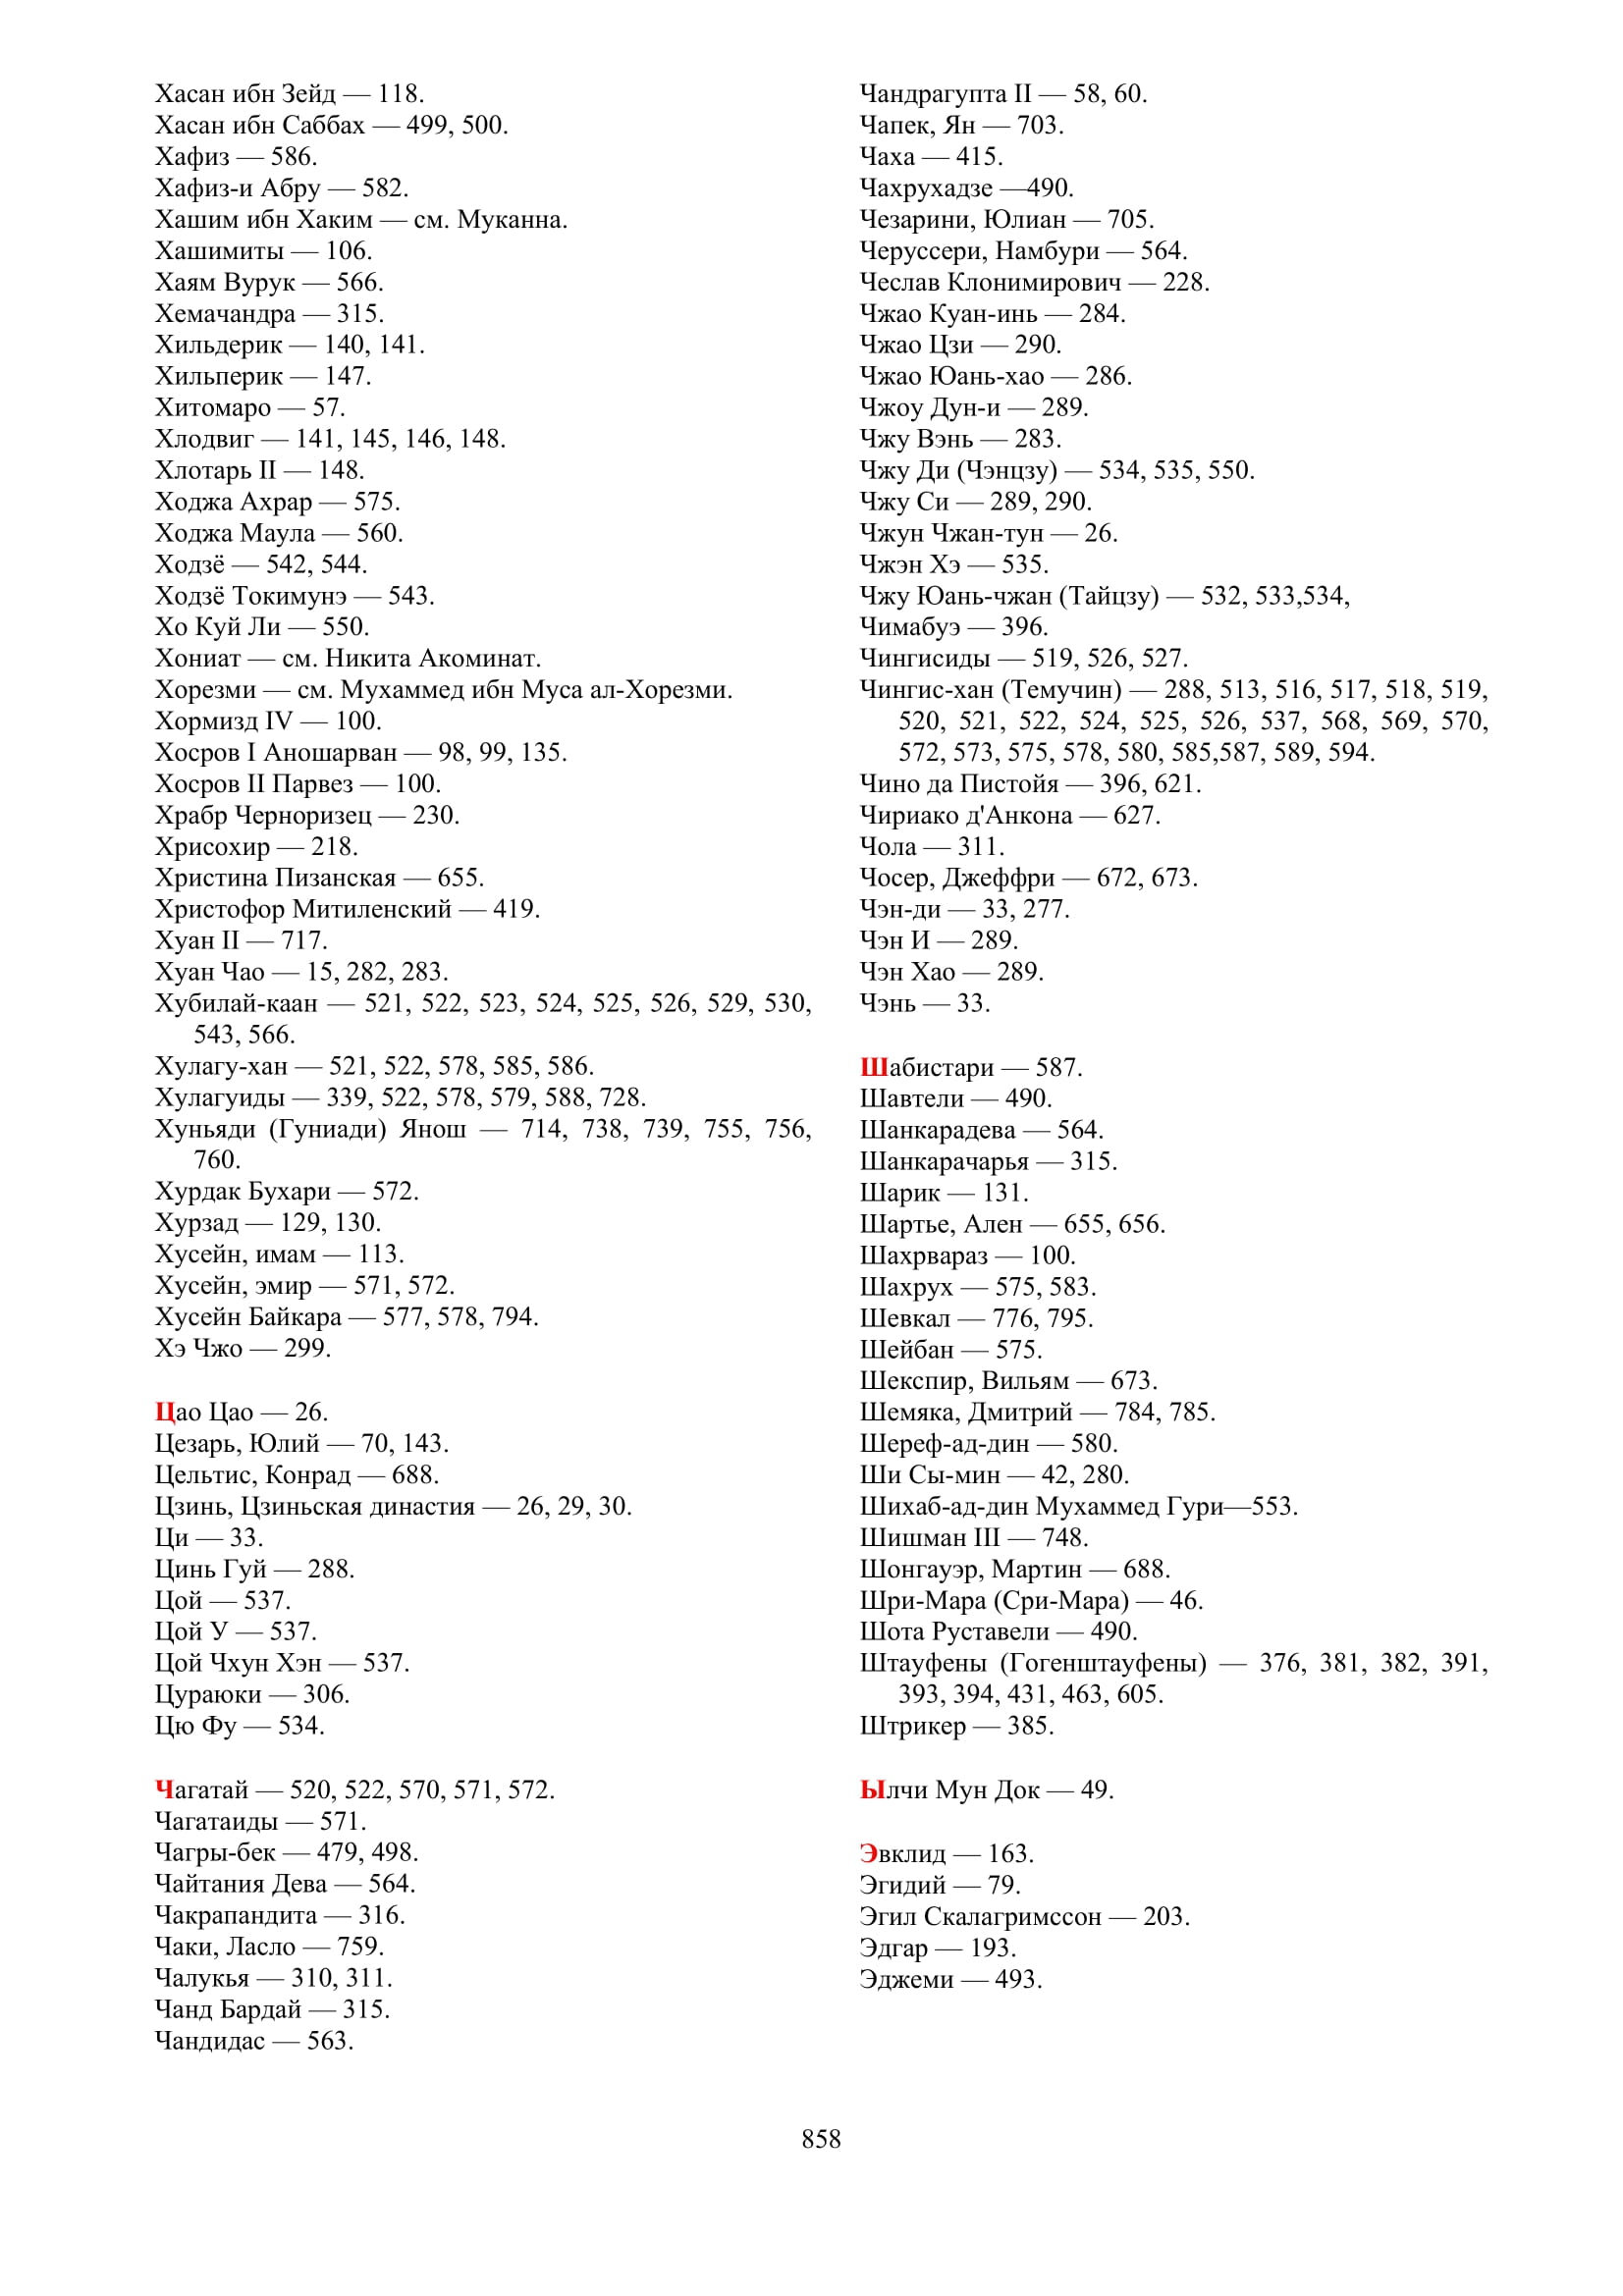 Хасан ибн Зейд — 118.
Хасан ибн Саббах — 499, 500.
Хафиз — 586.
Хафиз-и Абру — 582.
Хашим ибн Хаким — см. Муканна.
Хашимиты — 106.
Хаям Вурук — 566.
Хемачандра — 315.
Хильдерик — 140, 141.
Хильперик — 147.
Хитомаро — 57.
Хлодвиг — 141, 145, 146, 148.
Хлотарь II — 148.
Ходжа Ахрар — 575.
Ходжа Маула — 560.
Ходзё — 542, 544.
Ходзё Токимунэ — 543.
Хо Куй Ли — 550.
Хониат — см. Никита Акоминат.
Хорезми — см. Мухаммед ибн Муса ал-Хорезми.
Хормизд IV — 100.
Хосров I Аношарван — 98, 99, 135.
Хосров II Парвез — 100.
Храбр Черноризец — 230.
Хрисохир — 218.
Христина Пизанская — 655.
Христофор Митиленский — 419.
Хуан II — 717.
Хуан Чао — 15, 282, 283.
Хубилай-каан — 521, 522, 523, 524, 525, 526, 529, 530,
543, 566.
Хулагу-хан — 521, 522, 578, 585, 586.
Хулагуиды — 339, 522, 578, 579, 588, 728.
Хуньяди (Гуниади) Янош — 714, 738, 739, 755, 756,
760.
Хурдак Бухари — 572.
Хурзад — 129, 130.
Хусейн, имам — 113.
Хусейн, эмир — 571, 572.
Хусейн Байкара — 577, 578, 794.
Хэ Чжо — 299.
Цао Цао — 26.
Цезарь, Юлий — 70, 143.
Цельтис, Конрад — 688.
Цзинь, Цзиньская династия — 26, 29, 30.
Ци — 33.
Цинь Гуй — 288.
Цой — 537.
Цой У — 537.
Цой Чхун Хэн — 537.
Цураюки — 306.
Цю Фу — 534.
Чагатай — 520, 522, 570, 571, 572.
Чагатаиды — 571.
Чагры-бек — 479, 498.
Чайтания Дева — 564.
Чакрапандита — 316.
Чаки, Ласло — 759.
Чалукья — 310, 311.
Чанд Бардай — 315.
Чандидас — 563.
Чандрагупта II — 58, 60.
Чапек, Ян — 703.
Чаха — 415.
Чахрухадзе —490.
Чезарини, Юлиан — 705.
Черуссери, Намбури — 564.
Чеслав Клонимирович — 228.
Чжао Куан-инь — 284.
Чжао Цзи — 290.
Чжао Юань-хао — 286.
Чжоу Дун-и — 289.
Чжу Вэнь — 283.
Чжу Ди (Чэнцзу) — 534, 535, 550.
Чжу Си — 289, 290.
Чжун Чжан-тун — 26.
Чжэн Хэ — 535.
Чжу Юань-чжан (Тайцзу) — 532, 533,534,
Чимабуэ — 396.
Чингисиды — 519, 526, 527.
Чингис-хан (Темучин) — 288, 513, 516, 517, 518, 519,
520, 521, 522, 524, 525, 526, 537, 568, 569, 570,
572, 573, 575, 578, 580, 585,587, 589, 594.
Чино да Пистойя — 396, 621.
Чириако д'Анкона — 627.
Чола — 311.
Чосер, Джеффри — 672, 673.
Чэн-ди — 33, 277.
Чэн И — 289.
Чэн Хао — 289.
Чэнь — 33.
Шабистари — 587.
Шавтели — 490.
Шанкарадева — 564.
Шанкарачарья — 315.
Шарик — 131.
Шартье, Ален — 655, 656.
Шахрвараз — 100.
Шахрух — 575, 583.
Шевкал — 776, 795.
Шейбан — 575.
Шекспир, Вильям — 673.
Шемяка, Дмитрий — 784, 785.
Шереф-ад-дин — 580.
Ши Сы-мин — 42, 280.
Шихаб-ад-дин Мухаммед Гури—553.
Шишман III — 748.
Шонгауэр, Мартин — 688.
Шри-Мара (Сри-Мара) — 46.
Шота Руставели — 490.
Штауфены (Гогенштауфены) — 376, 381, 382, 391,
393, 394, 431, 463, 605.
Штрикер — 385.
Ылчи Мун Док — 49.
Эвклид — 163.
Эгидий — 79.
Эгил Скалагримссон — 203.
Эдгар — 193.
Эджеми — 493.
858